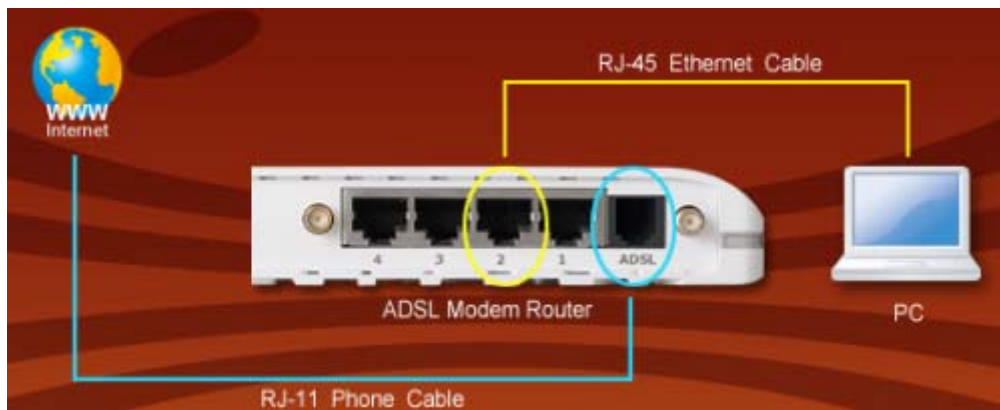 RJ-45 Ethernet Cable
WWW
Internet
4 3 2 1 ADSL
ADSL Modem Router
PC
RJ-11 Phone Cable